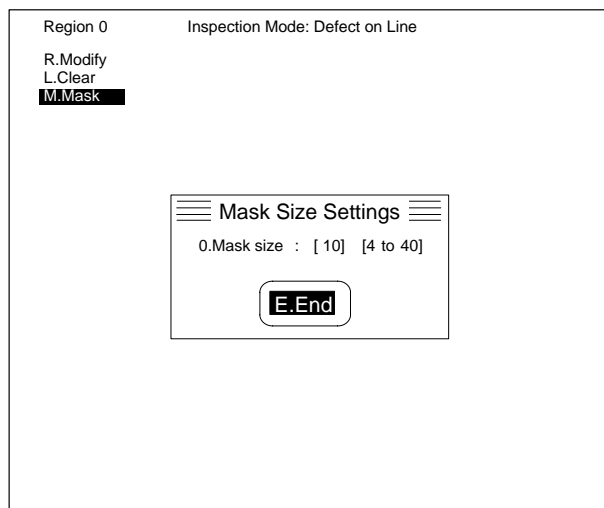 Region 0 Inspection Mode: Defect on Line
R.Modify
L.Clear
M.Mask
Mask Size Settings
0.Mask size : [ 10] [4 to 40]
E.End